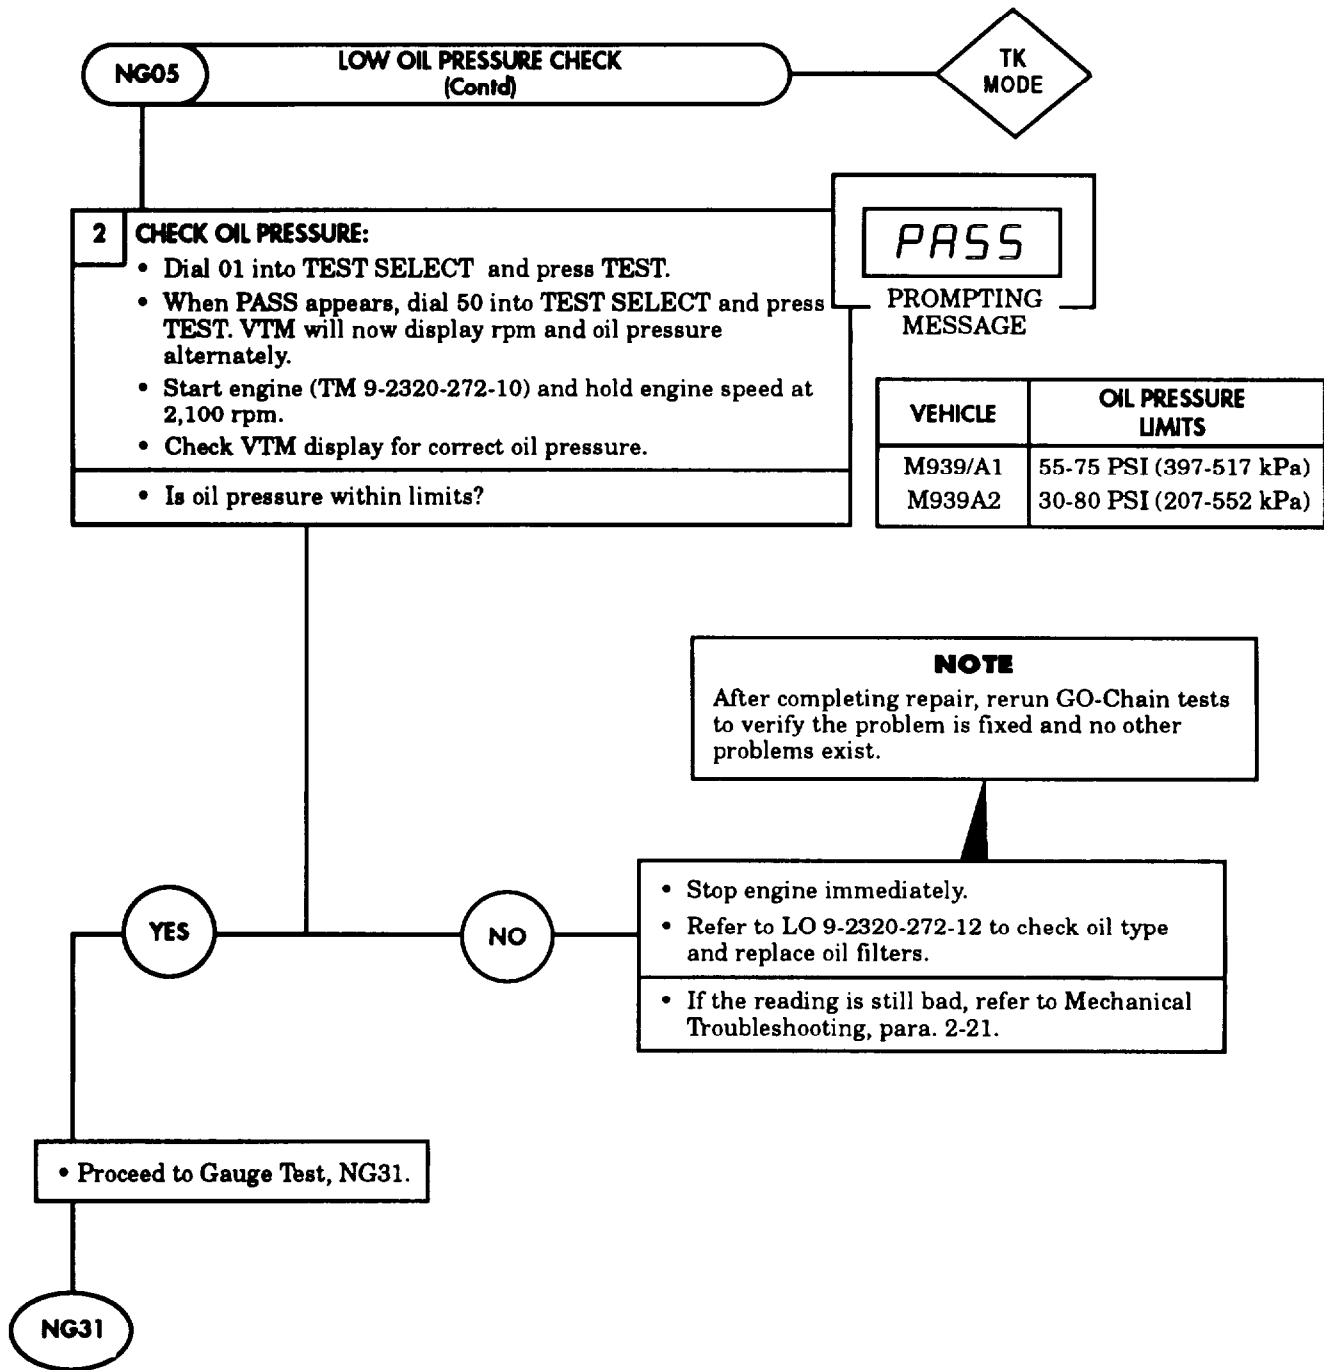 NG05
LOW OIL PRESSURE CHECK
(Contd)
TK
MODE
2
CHECK OIL PRESSURE:
• Dial 01 into TEST SELECT and press TEST.
• When PASS appears, dial 50 into TEST SELECT and press
TEST. VTM will now display rpm and oil pressure
alternately.
• Start engine (TM 9-2320-272-10) and hold engine speed at
2,100 rpm.
• Check VTM display for correct oil pressure.
• Is oil pressure within limits?
PASS
PROMPTING
MESSAGE
VEHICLE
OIL PRESSURE
LIMITS
M939/A1 55-75 PSI (397-517 kPa)
M939A2 30-80 PSI (207-552 kPa)
NOTE
After completing repair, rerun GO-Chain tests
to verify the problem is fixed and no other
problems exist.
YES
NO
• Stop engine immediately.
• Refer to LO 9-2320-272-12 to check oil type
and replace oil filters.
• If the reading is still bad, refer to Mechanical
Troubleshooting, para. 2-21.
• Proceed to Gauge Test, NG31.
NG31